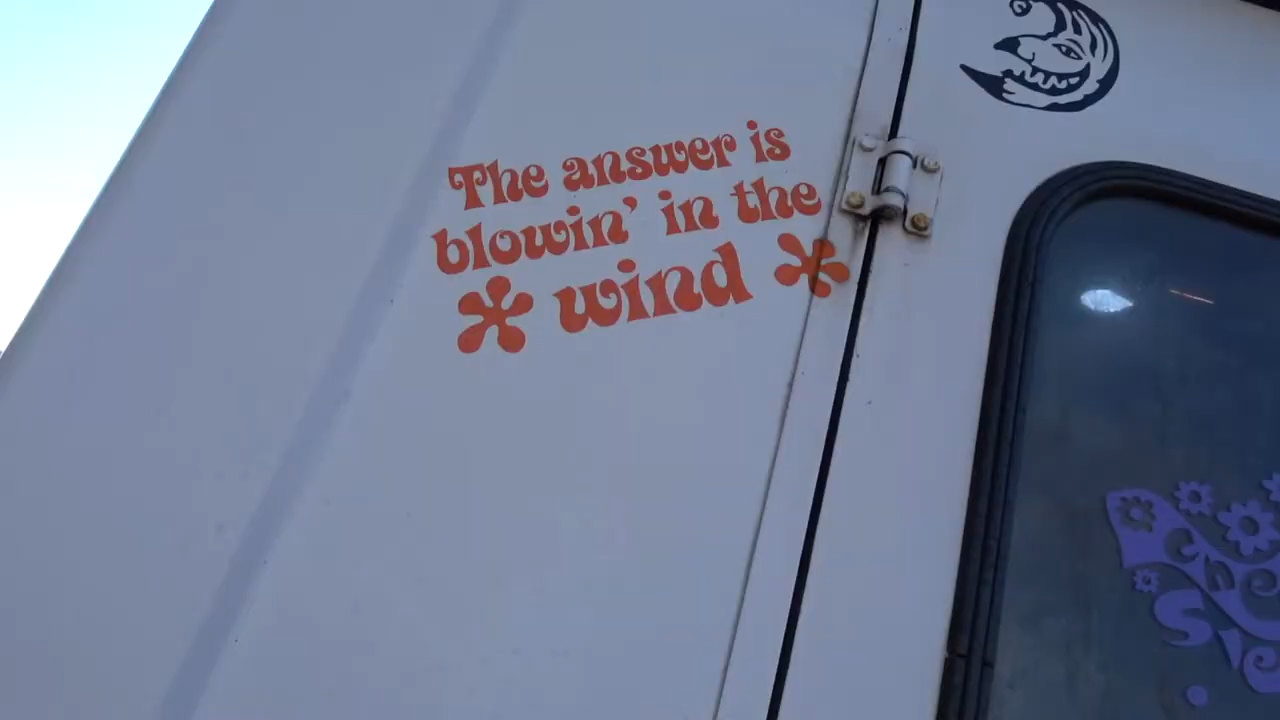 The answer is
blowin' in the
wind